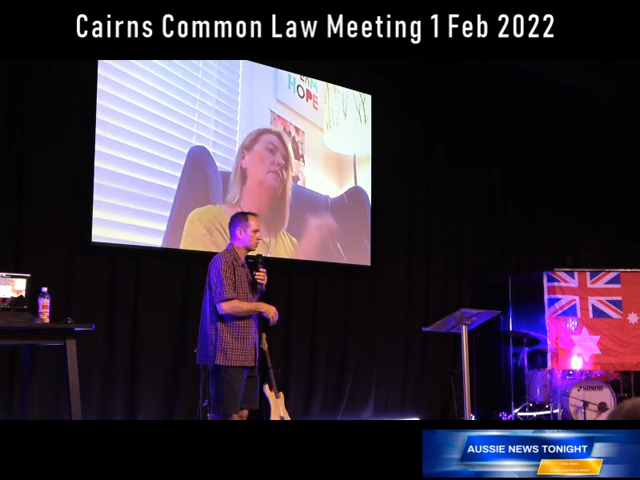 Cairns Common Law Meeting 1 Feb 2022
HOPE
SONOR
AUSSIE NEWS TONIGHT